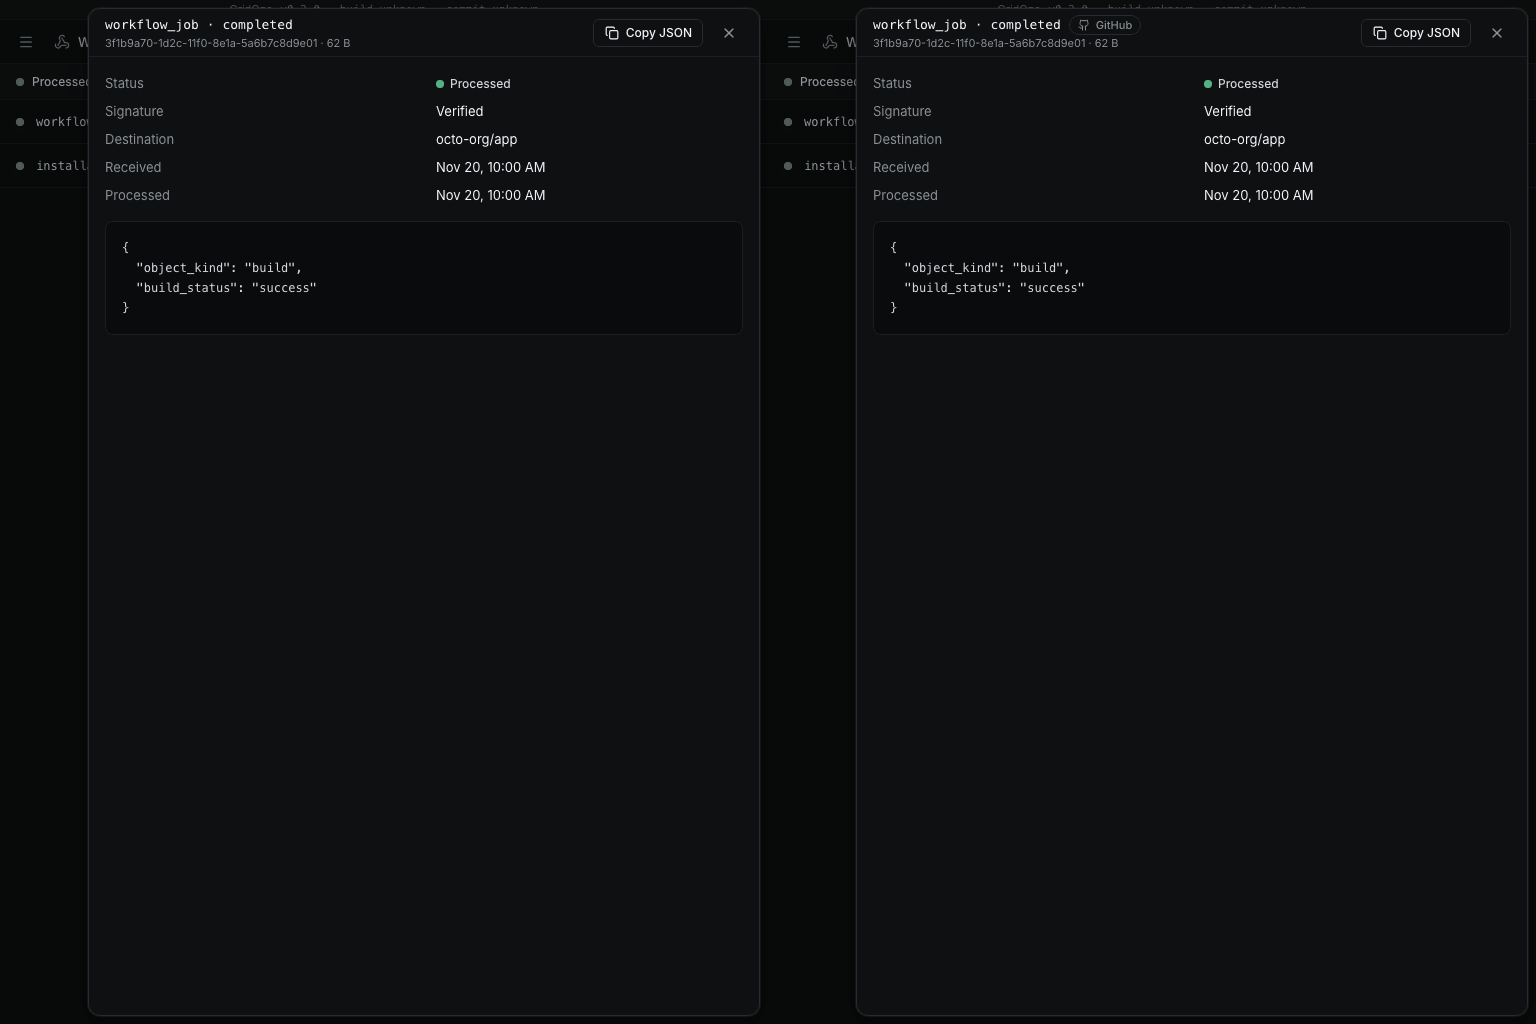 workflow_job · completed
3f1b9a70-1d2c-11f0-8e1a-5a6b7c8d9e01 · 62 B
Copy JSON
Processed
workflow
Status
Processed
Signature
Verified
Destination
octo-org/app
Received
Nov 20, 10:00 AM
Processed
Nov 20, 10:00 AM
{
"object_kind": "build",
"build_status": "success"
}
workflow_job · completed
GitHub
3f1b9a70-1d2c-11f0-8e1a-5a6b7c8d9e01 · 62 B
Copy JSON
Status
Processed
Signature
Verified
Destination
octo-org/app
Received
Nov 20, 10:00 AM
Processed
Nov 20, 10:00 AM
{
"object_kind": "build",
"build_status": "success"
}